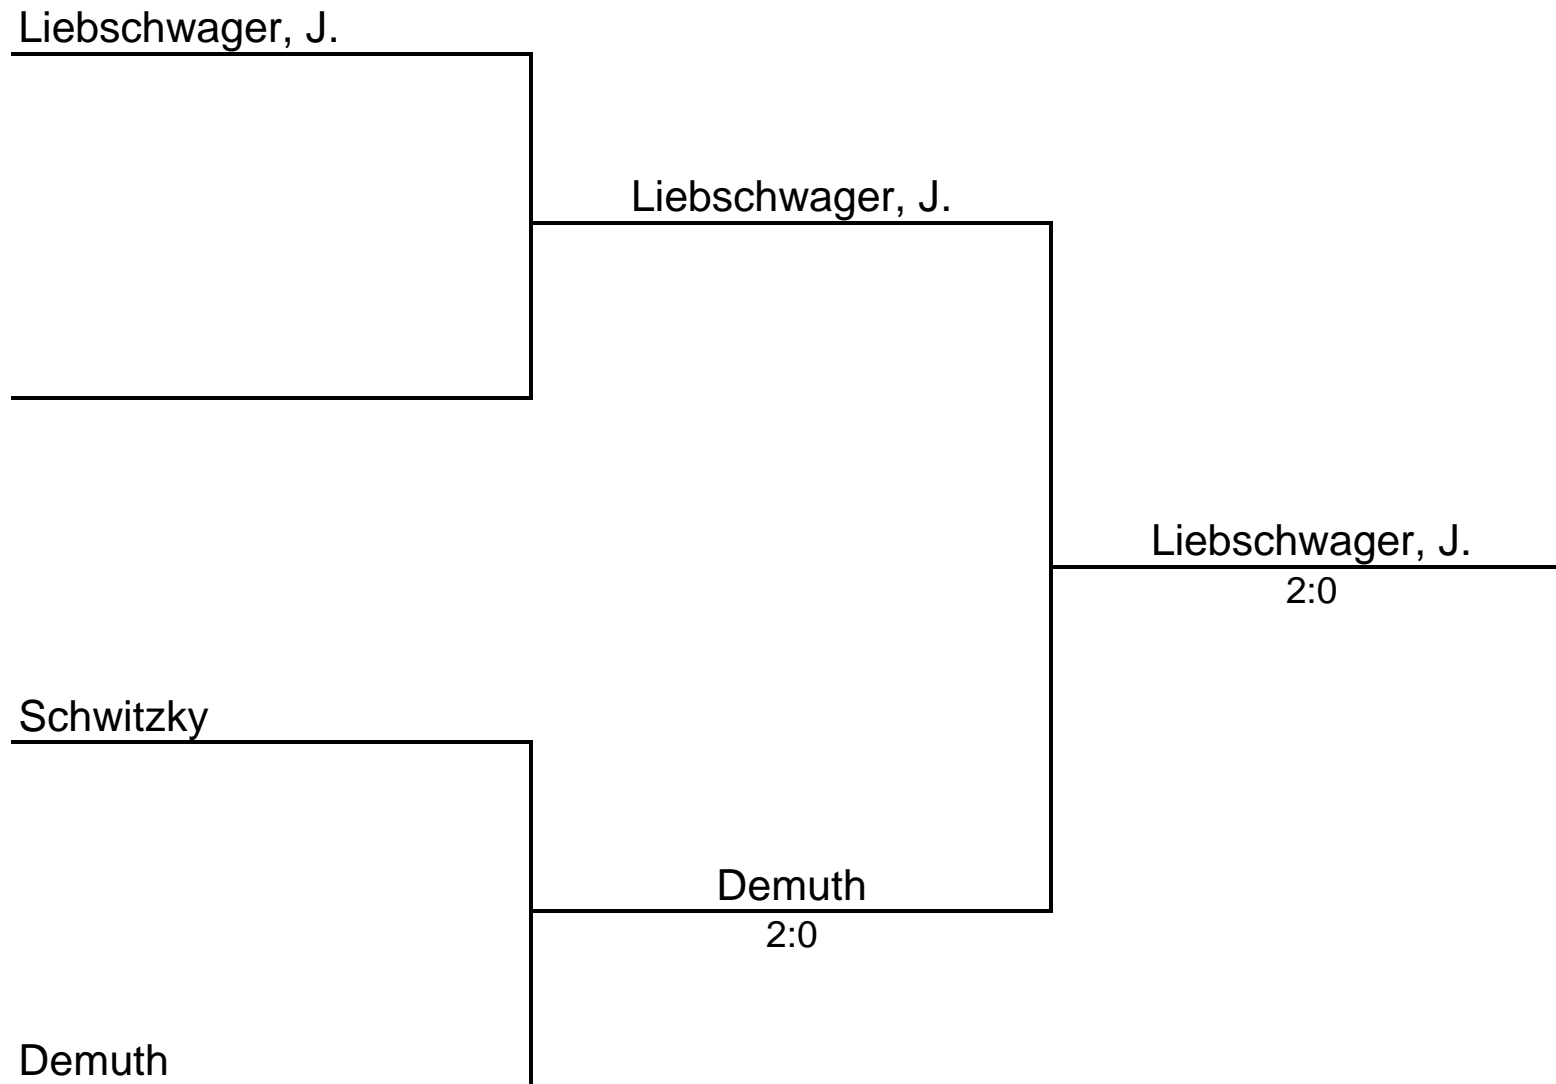 Liebschwager, J.
Liebschwager, J.
Liebschwager, J.
2:0
Schwitzky
Demuth
2:0
Demuth